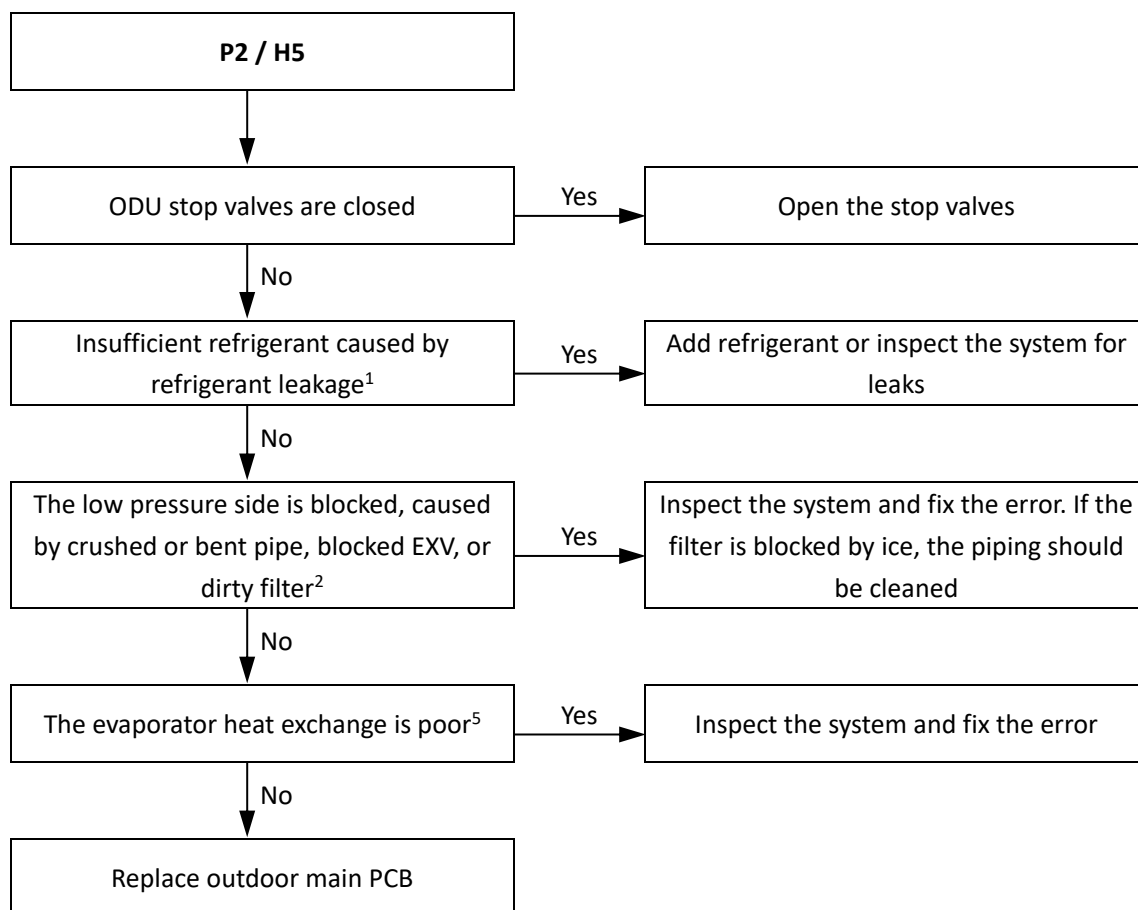 P2 / H5
ODU stop valves are closed
Yes
Open the stop valves
No
Insufficient refrigerant caused by
refrigerant leakage1
Yes
Add refrigerant or inspect the system for
leaks
No
The low pressure side is blocked, caused
by crushed or bent pipe, blocked EXV, or
dirty filter2
Yes
Inspect the system and fix the error. If the
filter is blocked by ice, the piping should
be cleaned
No
The evaporator heat exchange is poor5
Yes
Inspect the system and fix the error
No
Replace outdoor main PCB